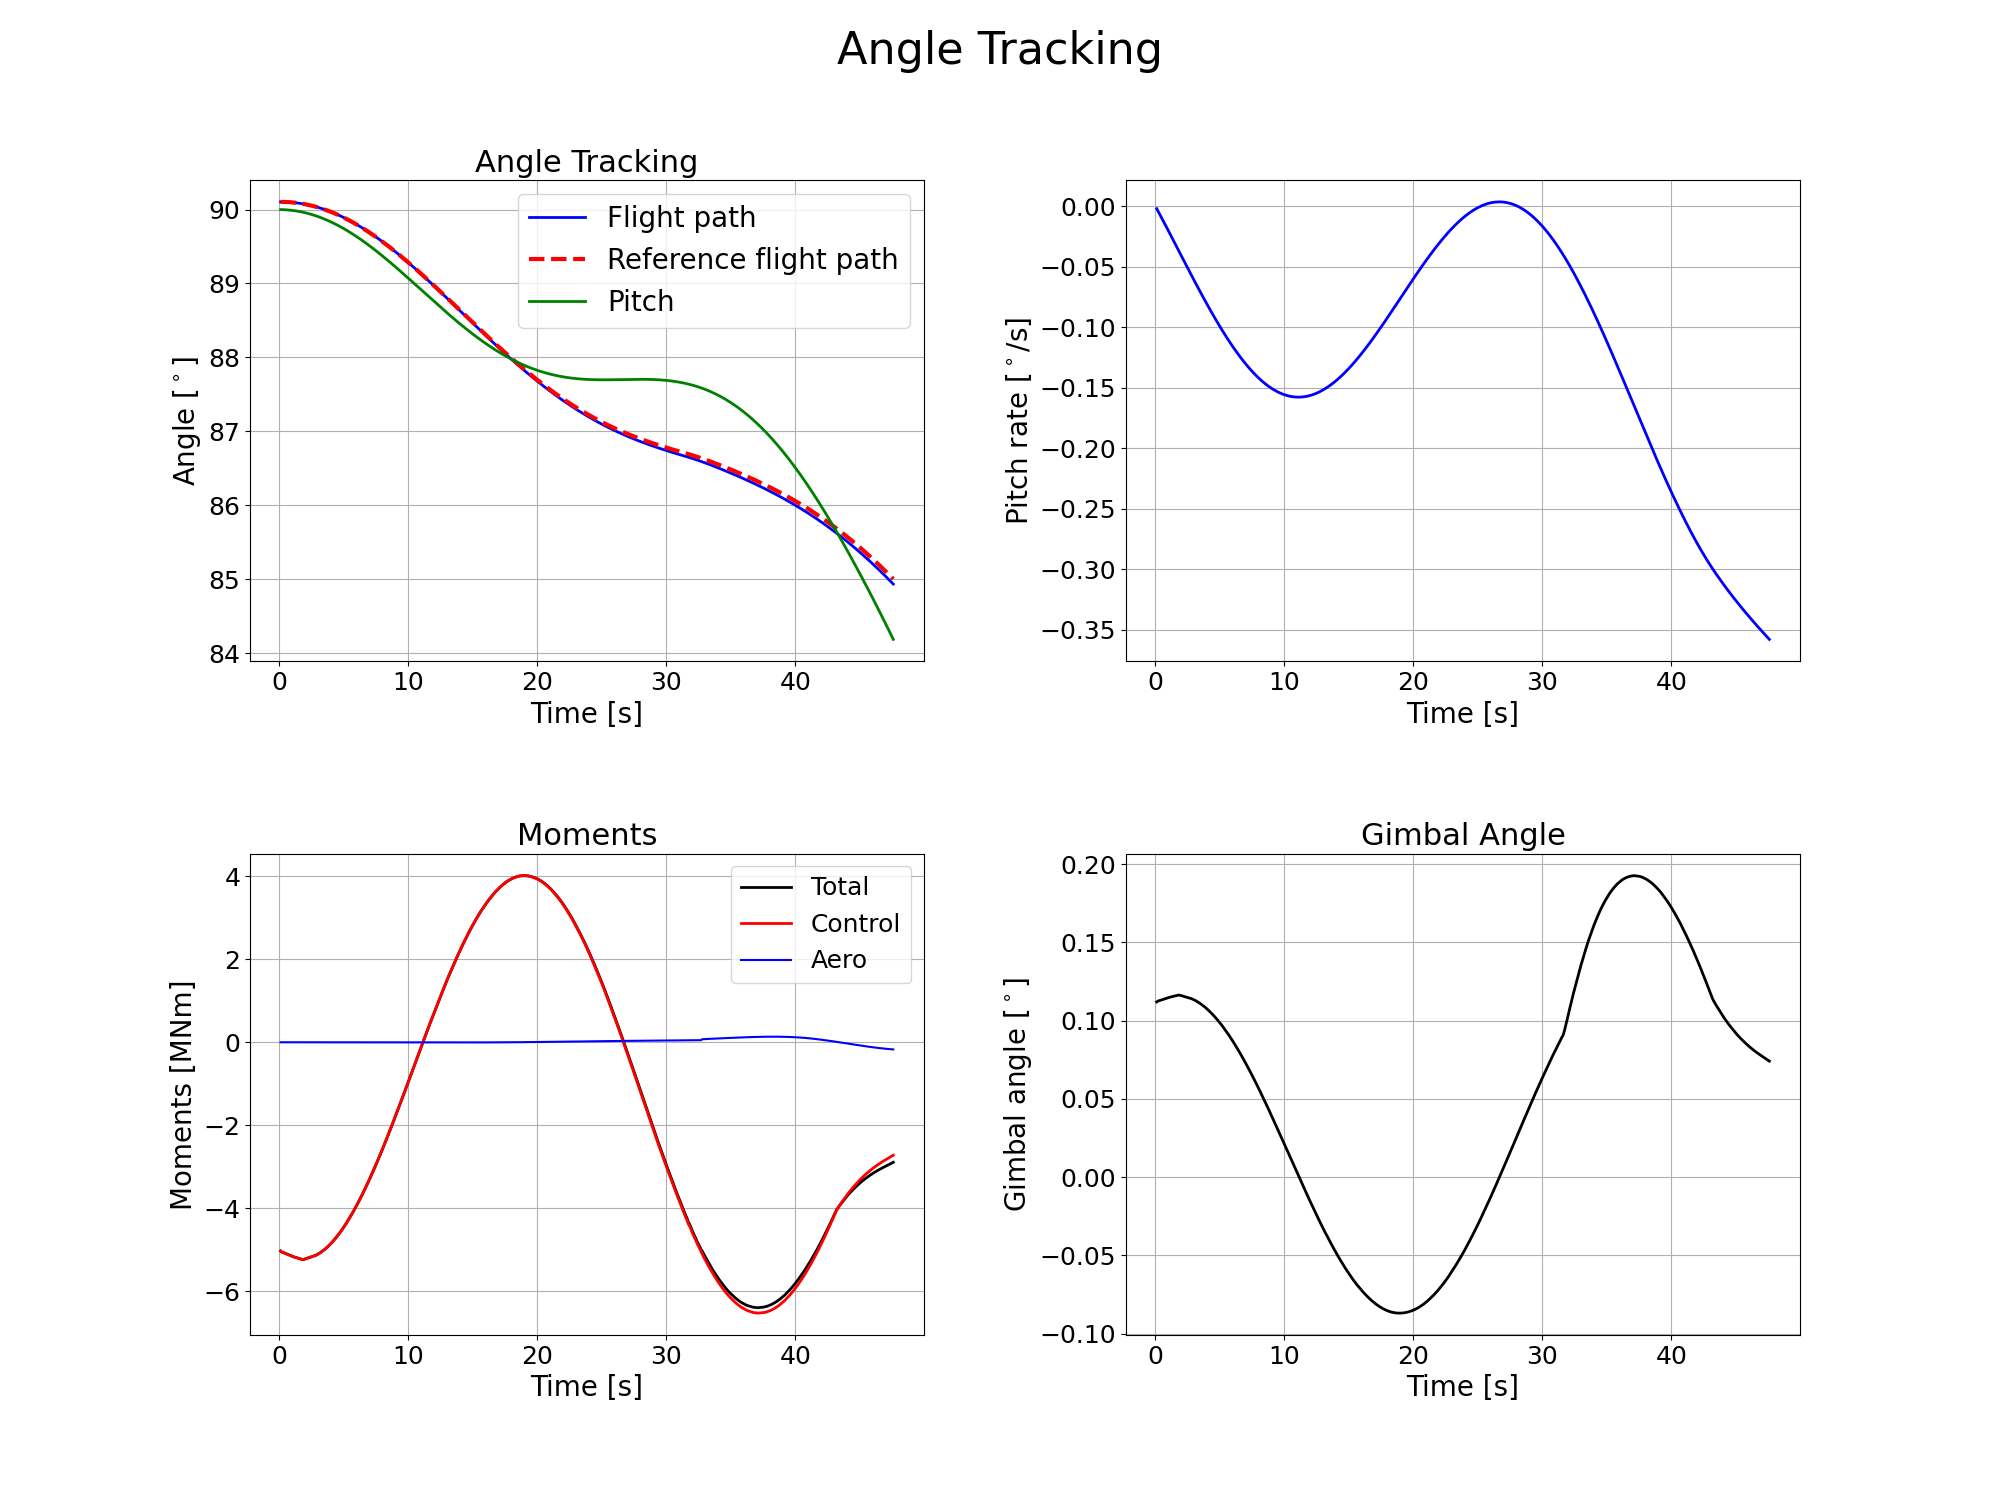 Angle Tracking
Angle Tracking
Flight path
Reference flight path
Pitch
90
89
88
87
86
85
84
Angle [°]
0 10 20 30 40
Time [s]
0.00
−0.05
−0.10
−0.15
−0.20
−0.25
−0.30
−0.35
Pitch rate [°/s]
0 10 20 30 40
Time [s]
Moments
Total
Control
Aero
4
2
0
−2
−4
−6
Moments [MNm]
0 10 20 30 40
Time [s]
Gimbal Angle
0.20
0.15
0.10
0.05
0.00
−0.05
−0.10
Gimbal angle [°]
0 10 20 30 40
Time [s]